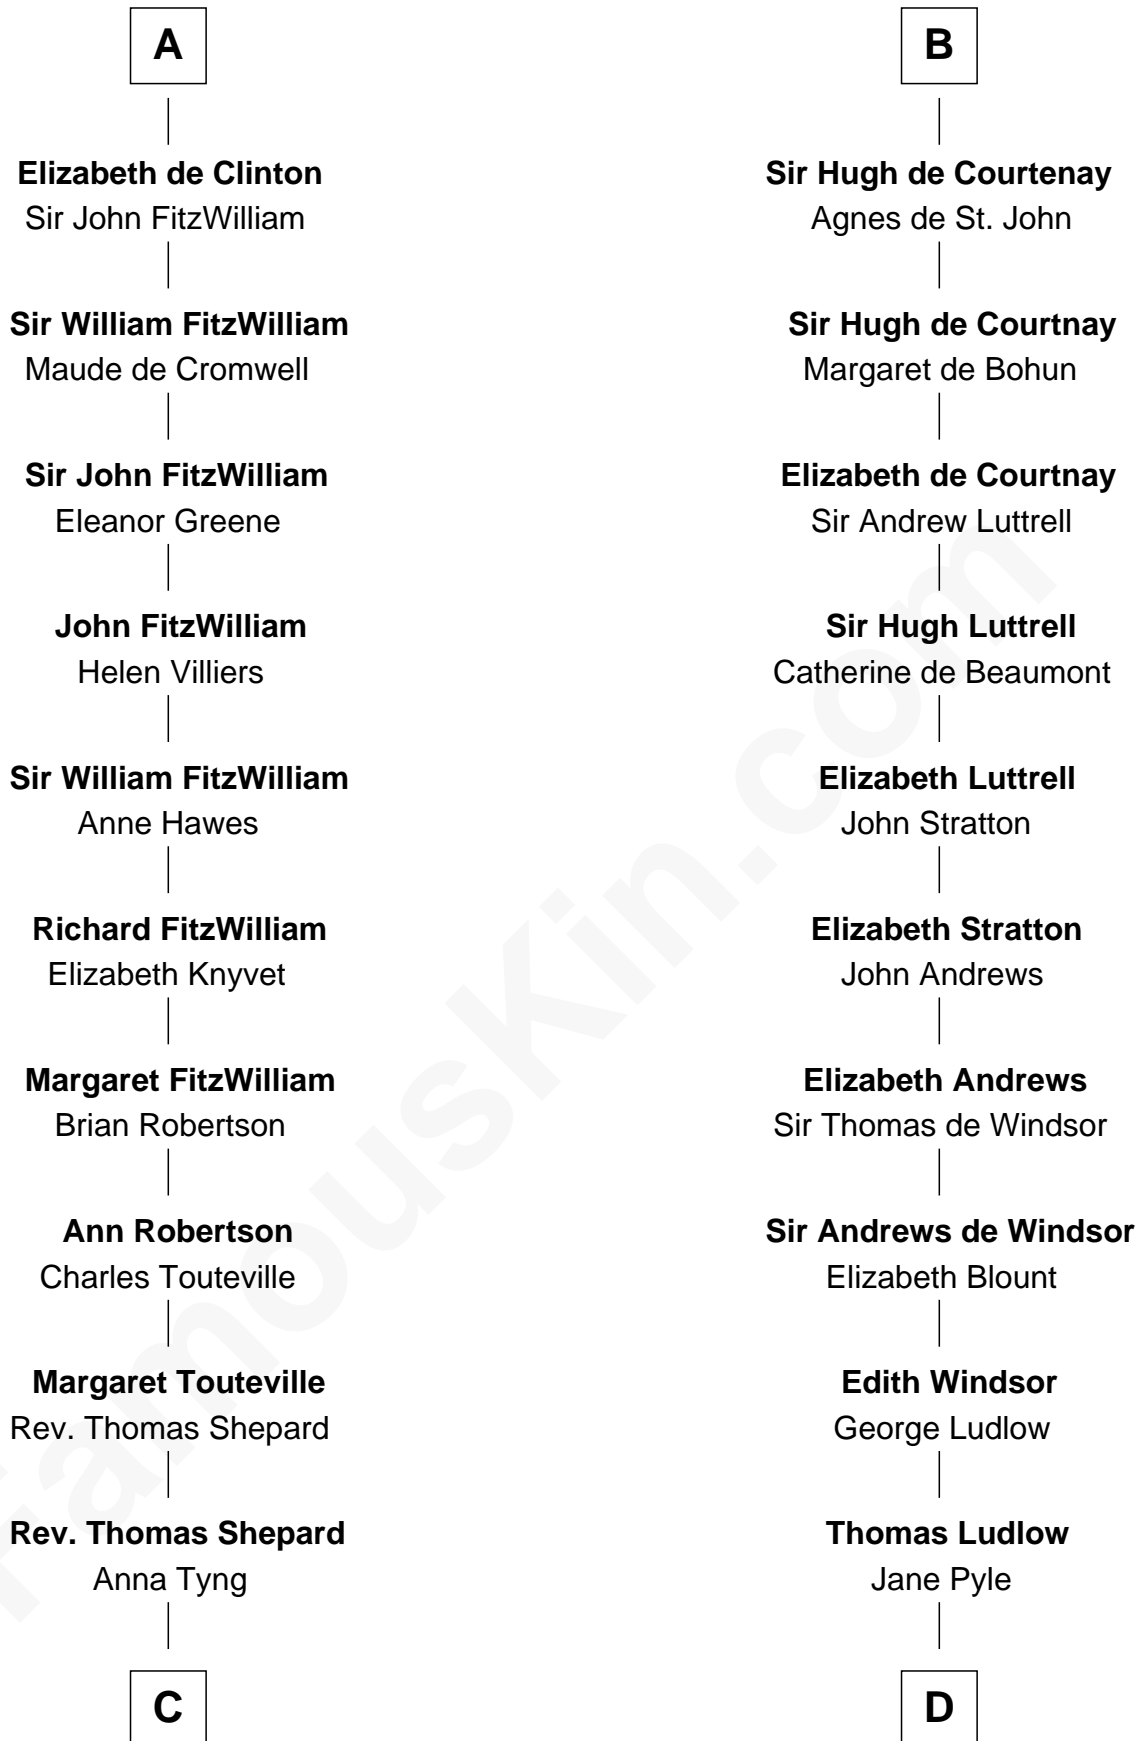 A
Elizabeth de Clinton
Sir John FitzWilliam
Sir William FitzWilliam
Maude de Cromwell
Sir John FitzWilliam
Eleanor Greene
John FitzWilliam
Helen Villiers
Sir William FitzWilliam
Anne Hawes
Richard FitzWilliam
Elizabeth Knyvet
Margaret FitzWilliam
Brian Robertson
Ann Robertson
Charles Touteville
Margaret Touteville
Rev. Thomas Shepard
Rev. Thomas Shepard
Anna Tyng
C
B
Sir Hugh de Courtenay
Agnes de St. John
Sir Hugh de Courtnay
Margaret de Bohun
Elizabeth de Courtnay
Sir Andrew Luttrell
Sir Hugh Luttrell
Catherine de Beaumont
Elizabeth Luttrell
John Stratton
Elizabeth Stratton
John Andrews
Elizabeth Andrews
Sir Thomas de Windsor
Sir Andrews de Windsor
Elizabeth Blount
Edith Windsor
George Ludlow
Thomas Ludlow
Jane Pyle
D
FamousKin.com